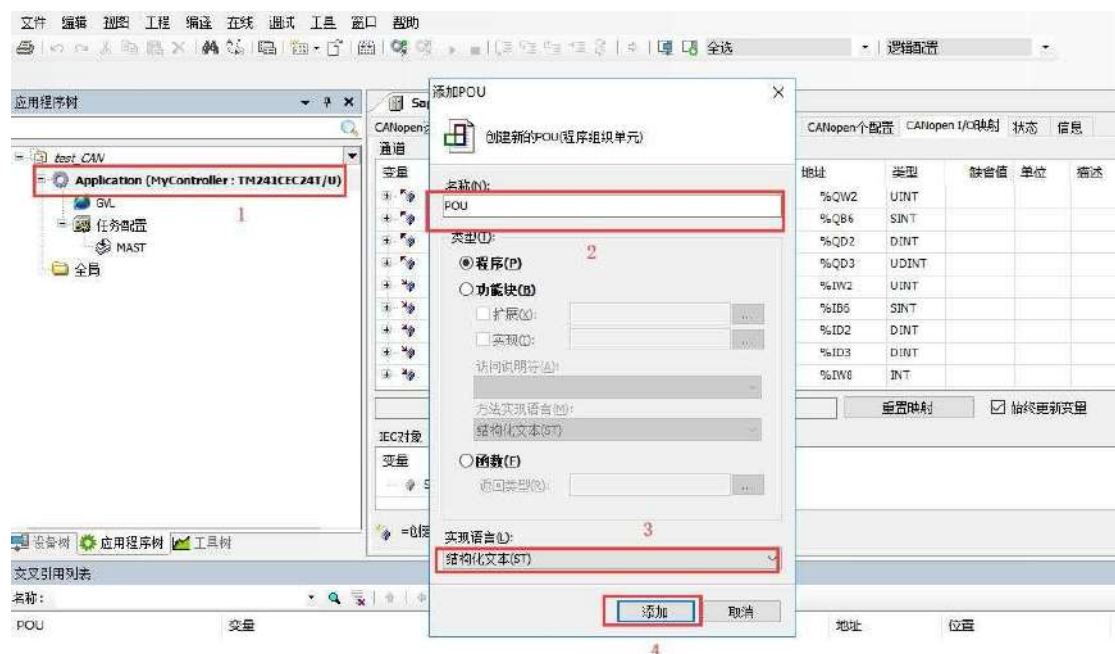 文件 编辑 视图 工程 编译 在线 调试 工具 窗口 帮助
全选 逻辑配置
应用程序树
test_CAN
Application (MyController : TM241CEC24T/U)
1
GVL
任务配置
MAST
全局
设备树 应用程序树 工具树
添加POU
创建新的POU(程序组织单元)
名称(N):
POU
2
类型(T):
程序(P)
功能块(B)
扩展(X):
实现(I):
访问说明符(A):
方法实现语言(M):
结构化文本(ST)
函数(F)
返回类型(R):
3
实现语言(L):
结构化文本(ST)
添加 取消
4
CANopen
通道
变量
CANopen个配置 CANopen I/O映射 状态 信息
地址 类型 缺省值 单位 描述
%QW2 UINT
%QB6 SINT
%QD2 DINT
%QD3 UDINT
%IW2 UINT
%IB6 SINT
%ID2 DINT
%ID3 DINT
%IW8 INT
重置映射 始终更新变量
IEC对象
变量
交叉引用列表
名称:
POU 变量 地址 位置